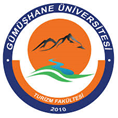 GÜMÜŞHANE ÜNİVERSİTESİ
TURİZM FAKÜLTESİ
2010